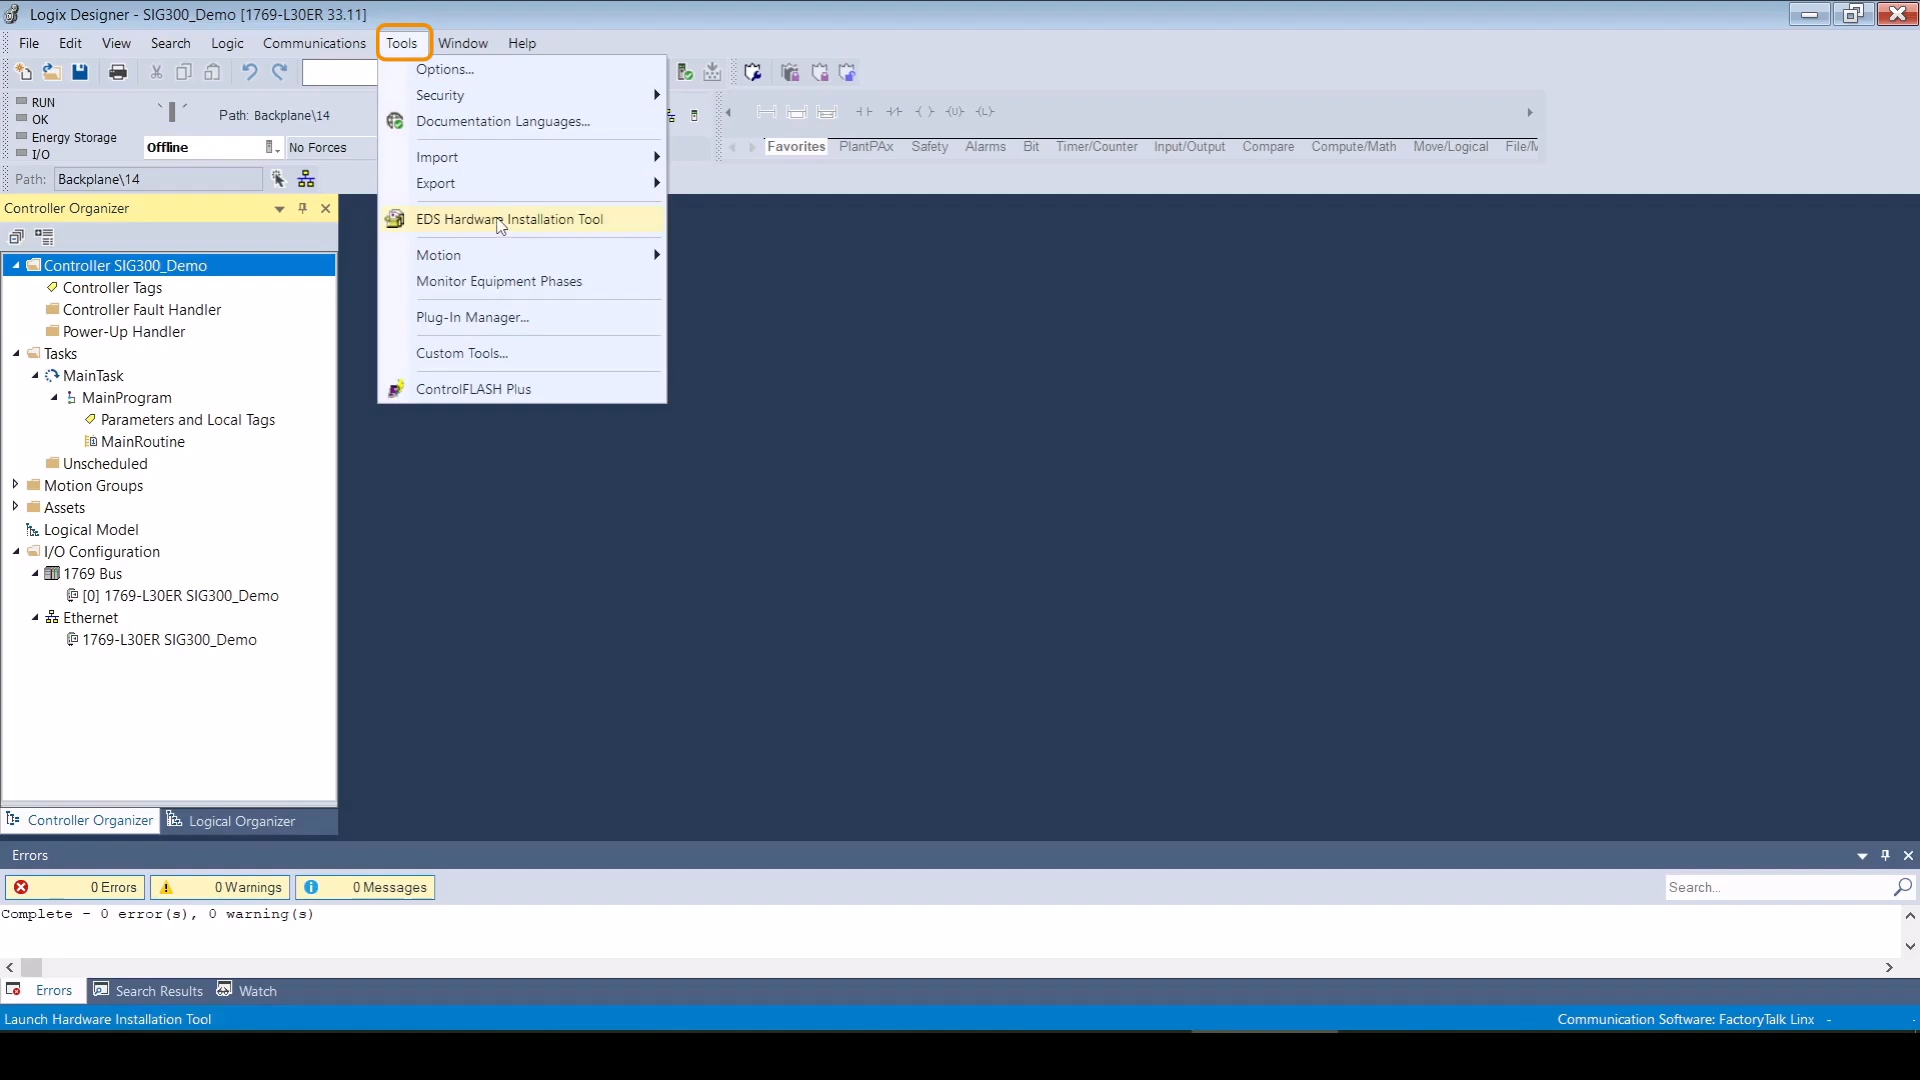 Logix Designer - SIG300_Demo [1769-L30ER 33.11]
File Edit View Search Logic Communications Tools Window Help
Options...
Security
Documentation Languages...
Import
Export
EDS Hardware Installation Tool
Motion
Monitor Equipment Phases
Plug-In Manager...
Custom Tools...
ControlFLASH Plus
RUN
OK
Energy Storage
I/O
Path: Backplane\14
Offline
No Forces
Favorites PlantPAx Safety Alarms Bit Timer/Counter Input/Output Compare Compute/Math Move/Logical
Path: Backplane\14
Controller Organizer
Controller SIG300_Demo
Controller Tags
Controller Fault Handler
Power-Up Handler
Tasks
MainTask
MainProgram
Parameters and Local Tags
MainRoutine
Unscheduled
Motion Groups
Assets
Logical Model
I/O Configuration
1769 Bus
[0] 1769-L30ER SIG300_Demo
Ethernet
1769-L30ER SIG300_Demo
Controller Organizer Logical Organizer
Errors
0 Errors 0 Warnings 0 Messages Search...
Complete - 0 error(s), 0 warning(s)
Errors Search Results Watch
Launch Hardware Installation Tool Communication Software: FactoryTalk Linx -